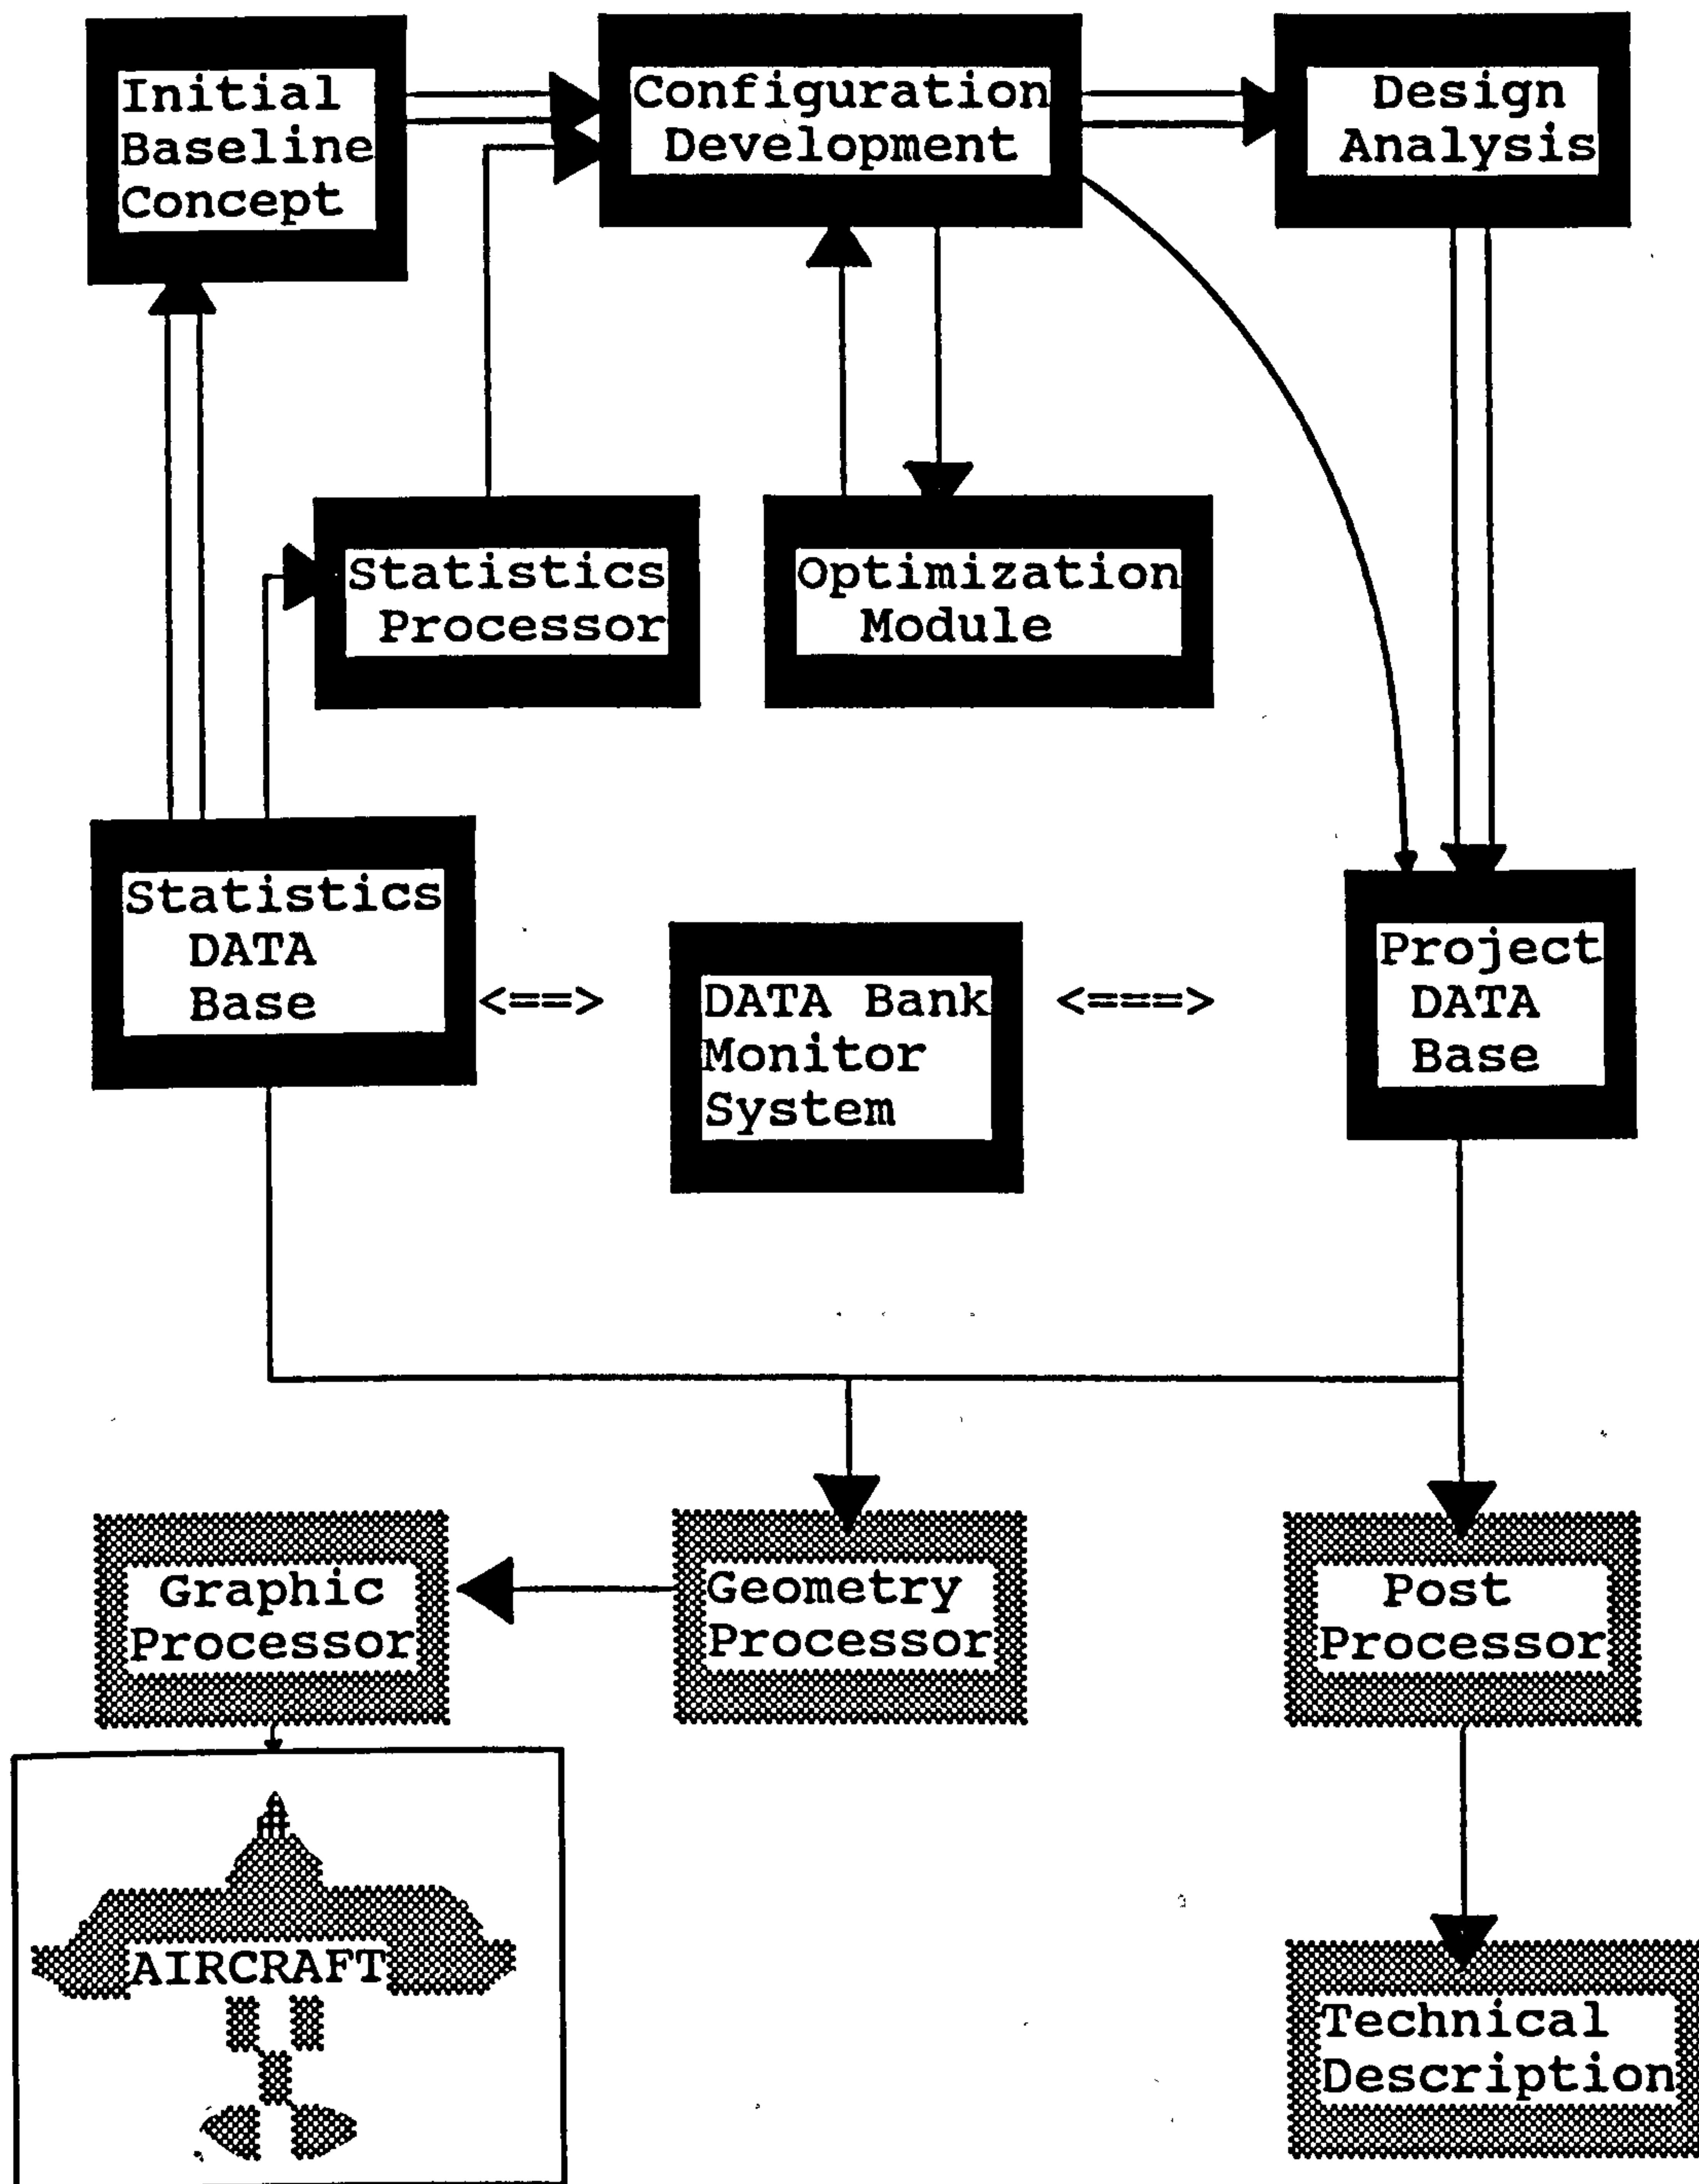 Initial
Baseline
Concept
Configuration
Development
Design
Analysis
Statistics
Processor
Optimization
Module
Statistics
DATA
Base
<==>
DATA Bank
Monitor
System
<===>
Project
DATA
Base
Graphic
Processor
Geometry
Processor
Post
Processor
AIRCRAFT
Technical
Description